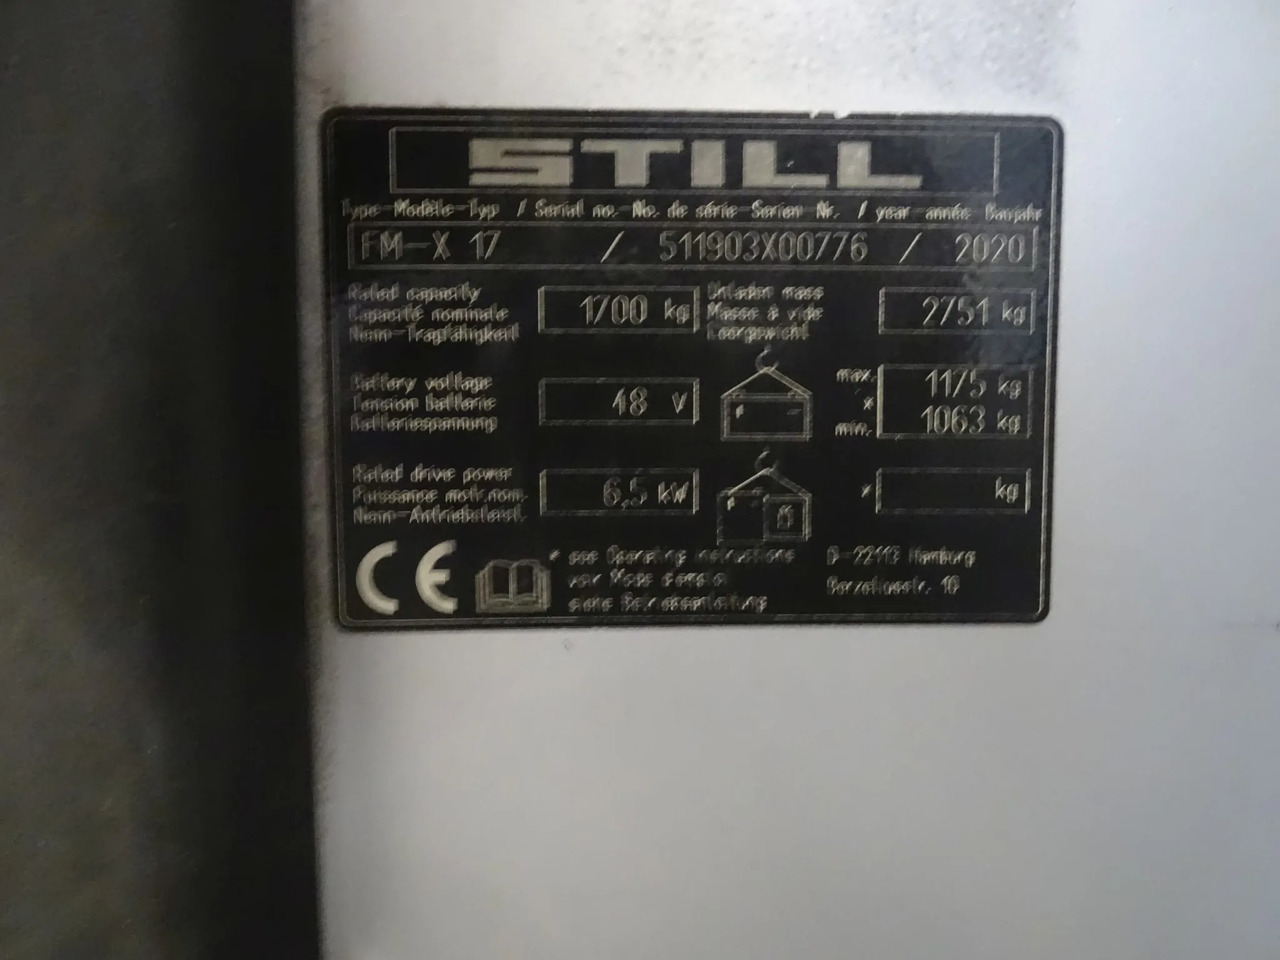 STILL
Type-Modèle-Typ / Serial no.-No. de série-Serien Nr. / year-année-Baujahr
FM-X 17 / 511903X00776 / 2020
Rated capacity
Capacité nominale
Nenn-Tragfähigkeit
1700 kg
Unladen mass
Masse à vide
Leergewicht
2751 kg
Battery voltage
Tension batterie
Batteriespannung
48 V
max. 1175 kg
*
min. 1063 kg
Rated drive power
Puissance motr.nom.
Nenn-Antriebsleist.
6,5 kW
* kg
CE
* see Operating instructions
voir Mode d'emploi
siehe Betriebsanleitung
D-22113 Hamburg
Berzeliusstr. 10